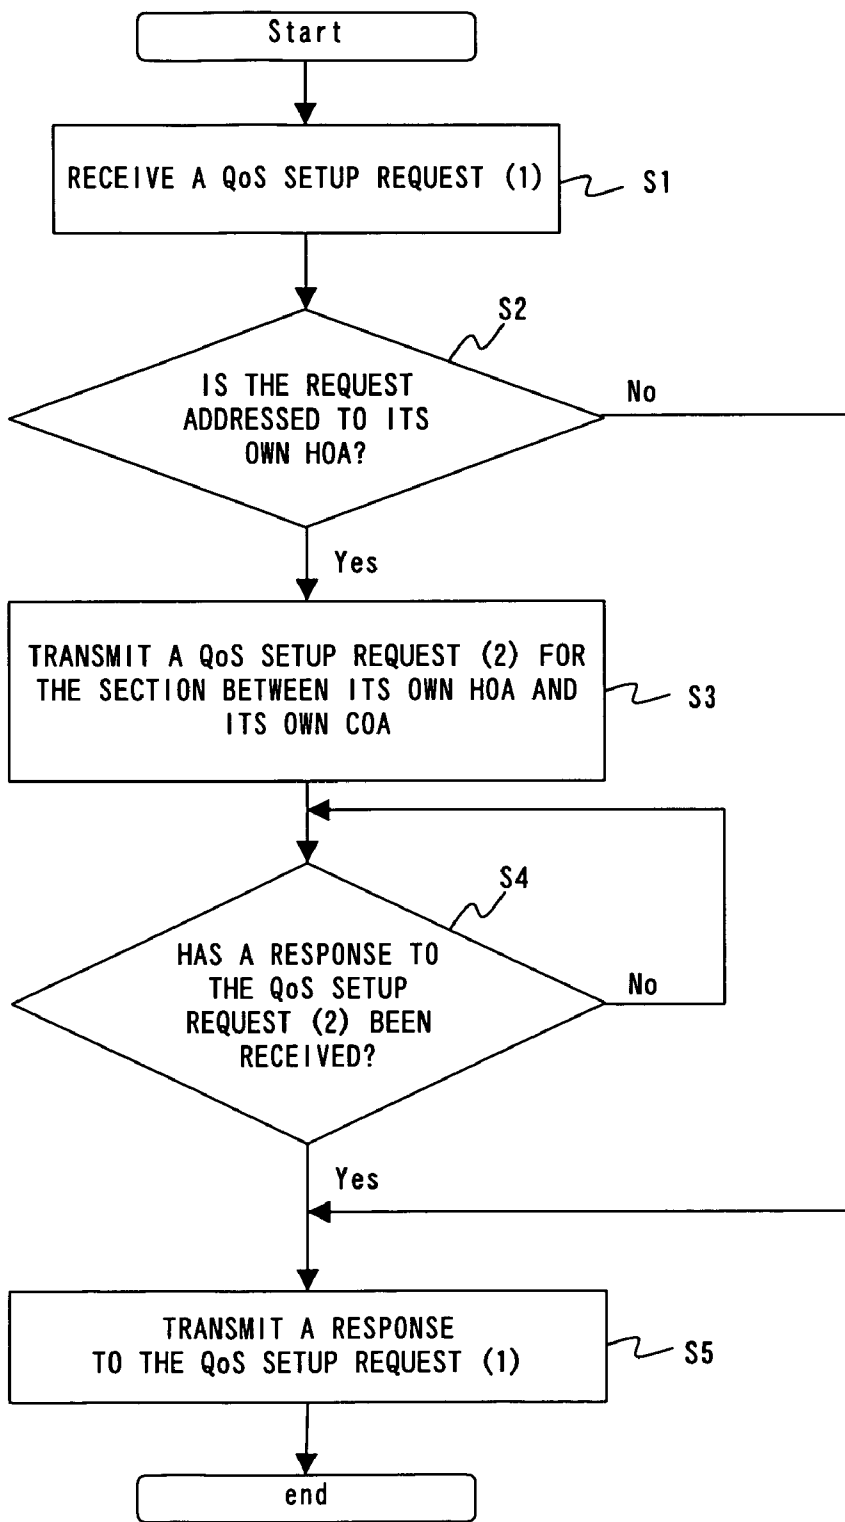 Start
RECEIVE A QoS SETUP REQUEST (1)
S1
S2
IS THE REQUEST
ADDRESSED TO ITS
OWN HOA?
No
Yes
TRANSMIT A QoS SETUP REQUEST (2) FOR
THE SECTION BETWEEN ITS OWN HOA AND
ITS OWN COA
S3
S4
HAS A RESPONSE TO
THE QoS SETUP
REQUEST (2) BEEN
RECEIVED?
No
Yes
TRANSMIT A RESPONSE
TO THE QoS SETUP REQUEST (1)
S5
end